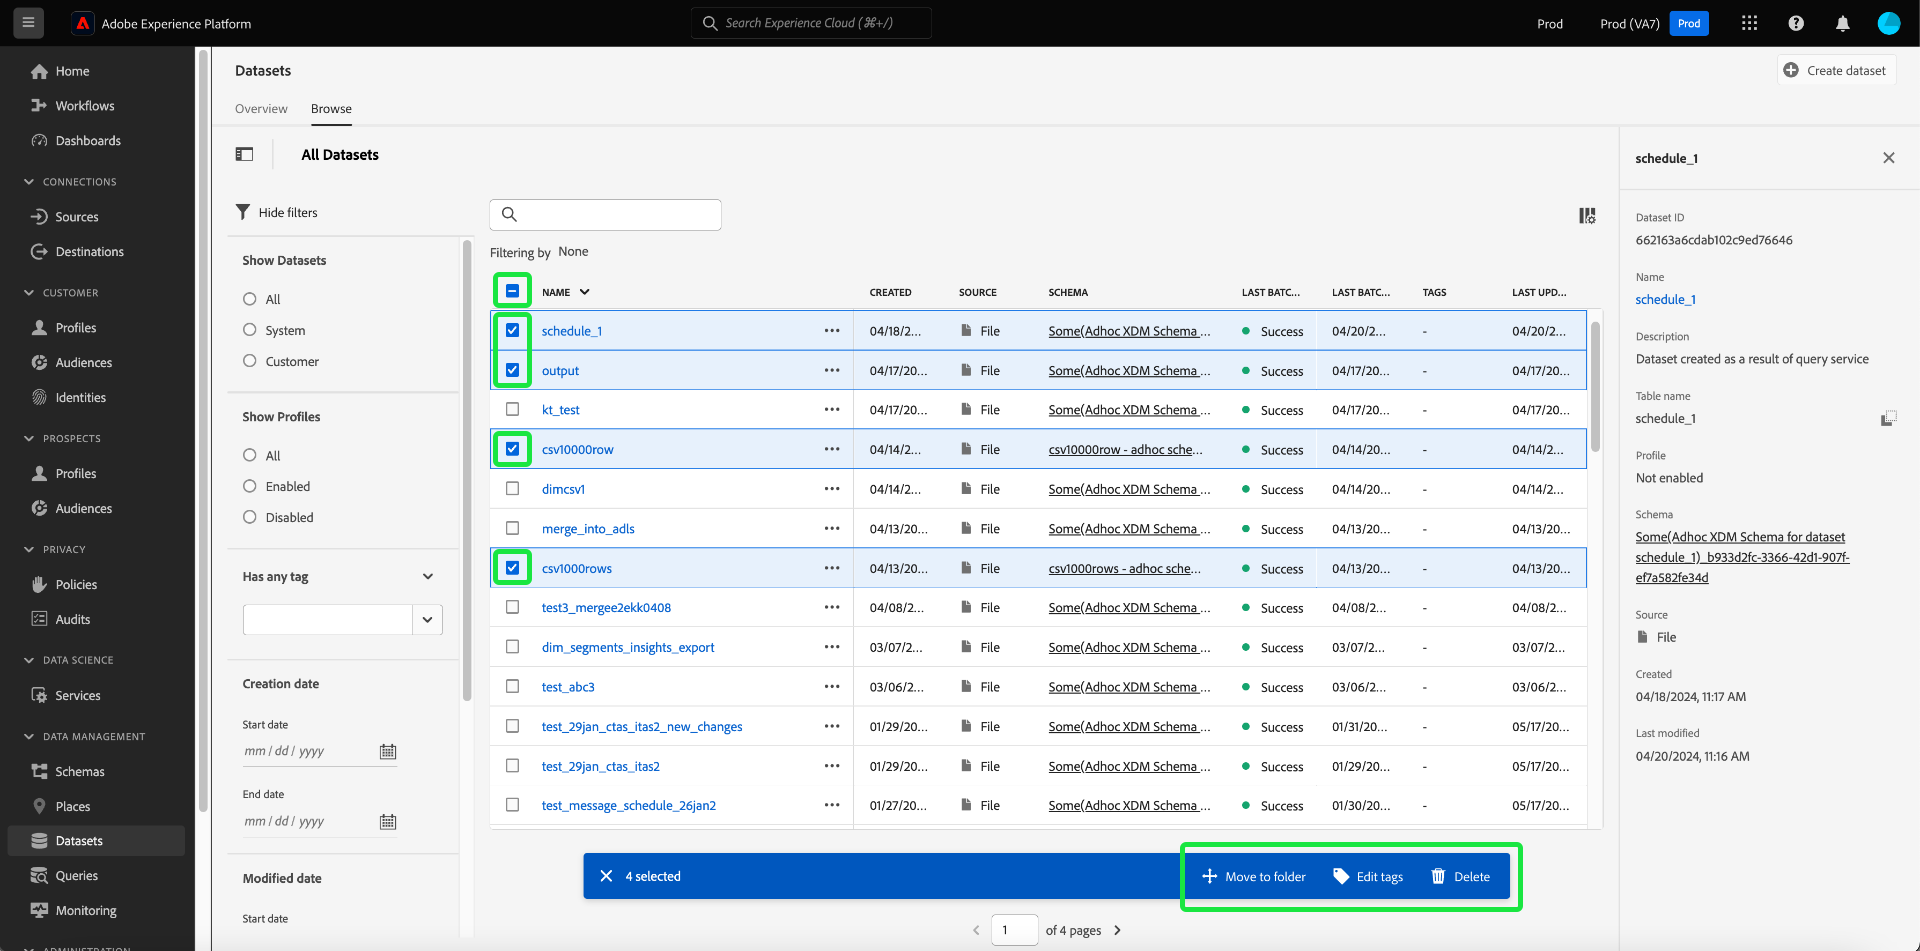 Adobe Experience Platform
Search Experience Cloud (⌘+/)
Prod
Prod (VA7)
Prod
Home
Workflows
Dashboards
CONNECTIONS
Sources
Destinations
CUSTOMER
Profiles
Audiences
Identities
PROSPECTS
Profiles
Audiences
PRIVACY
Policies
Audits
DATA SCIENCE
Services
DATA MANAGEMENT
Schemas
Places
Datasets
Queries
Monitoring
ADMINISTRATION
Datasets
Create dataset
Overview Browse
All Datasets
Hide filters
Show Datasets
All
System
Customer
Show Profiles
All
Enabled
Disabled
Has any tag
Creation date
Start date
mm / dd / yyyy
End date
mm / dd / yyyy
Modified date
Start date
Filtering by None
NAME CREATED SOURCE SCHEMA LAST BATC... LAST BATC... TAGS LAST UPD...
schedule_1 ••• 04/18/2... File Some(Adhoc XDM Schema ... Success 04/20/2... - 04/20/2...
output ••• 04/17/20... File Some(Adhoc XDM Schema ... Success 04/17/20... - 04/17/20...
kt_test ••• 04/17/20... File Some(Adhoc XDM Schema ... Success 04/17/20... - 04/17/20...
csv10000row ••• 04/14/2... File csv10000row - adhoc sche... Success 04/14/20... - 04/14/2...
dimcsv1 ••• 04/14/2... File Some(Adhoc XDM Schema ... Success 04/14/20... - 04/14/2...
merge_into_adls ••• 04/13/20... File Some(Adhoc XDM Schema ... Success 04/13/20... - 04/13/20...
csv1000rows ••• 04/13/20... File csv1000rows - adhoc sche... Success 04/13/20... - 04/13/20...
test3_mergee2ekk0408 ••• 04/08/2... File Some(Adhoc XDM Schema ... Success 04/08/2... - 04/08/2...
dim_segments_insights_export ••• 03/07/2... File Some(Adhoc XDM Schema ... Success 03/07/2... - 03/07/2...
test_abc3 ••• 03/06/2... File Some(Adhoc XDM Schema ... Success 03/06/2... - 03/06/2...
test_29jan_ctas_itas2_new_changes ••• 01/29/20... File Some(Adhoc XDM Schema ... Success 01/31/20... - 05/17/20...
test_29jan_ctas_itas2 ••• 01/29/20... File Some(Adhoc XDM Schema ... Success 01/29/20... - 05/17/20...
test_message_schedule_26jan2 ••• 01/27/20... File Some(Adhoc XDM Schema ... Success 01/30/20... - 05/17/20...
4 selected Move to folder Edit tags Delete
1 of 4 pages
schedule_1
Dataset ID
662163a6cdab102c9ed76646
Name
schedule_1
Description
Dataset created as a result of query service
Table name
schedule_1
Profile
Not enabled
Schema
Some(Adhoc XDM Schema for dataset
schedule_1)_b933d2fc-3366-42d1-907f-
ef7a582fe34d
Source
File
Created
04/18/2024, 11:17 AM
Last modified
04/20/2024, 11:16 AM